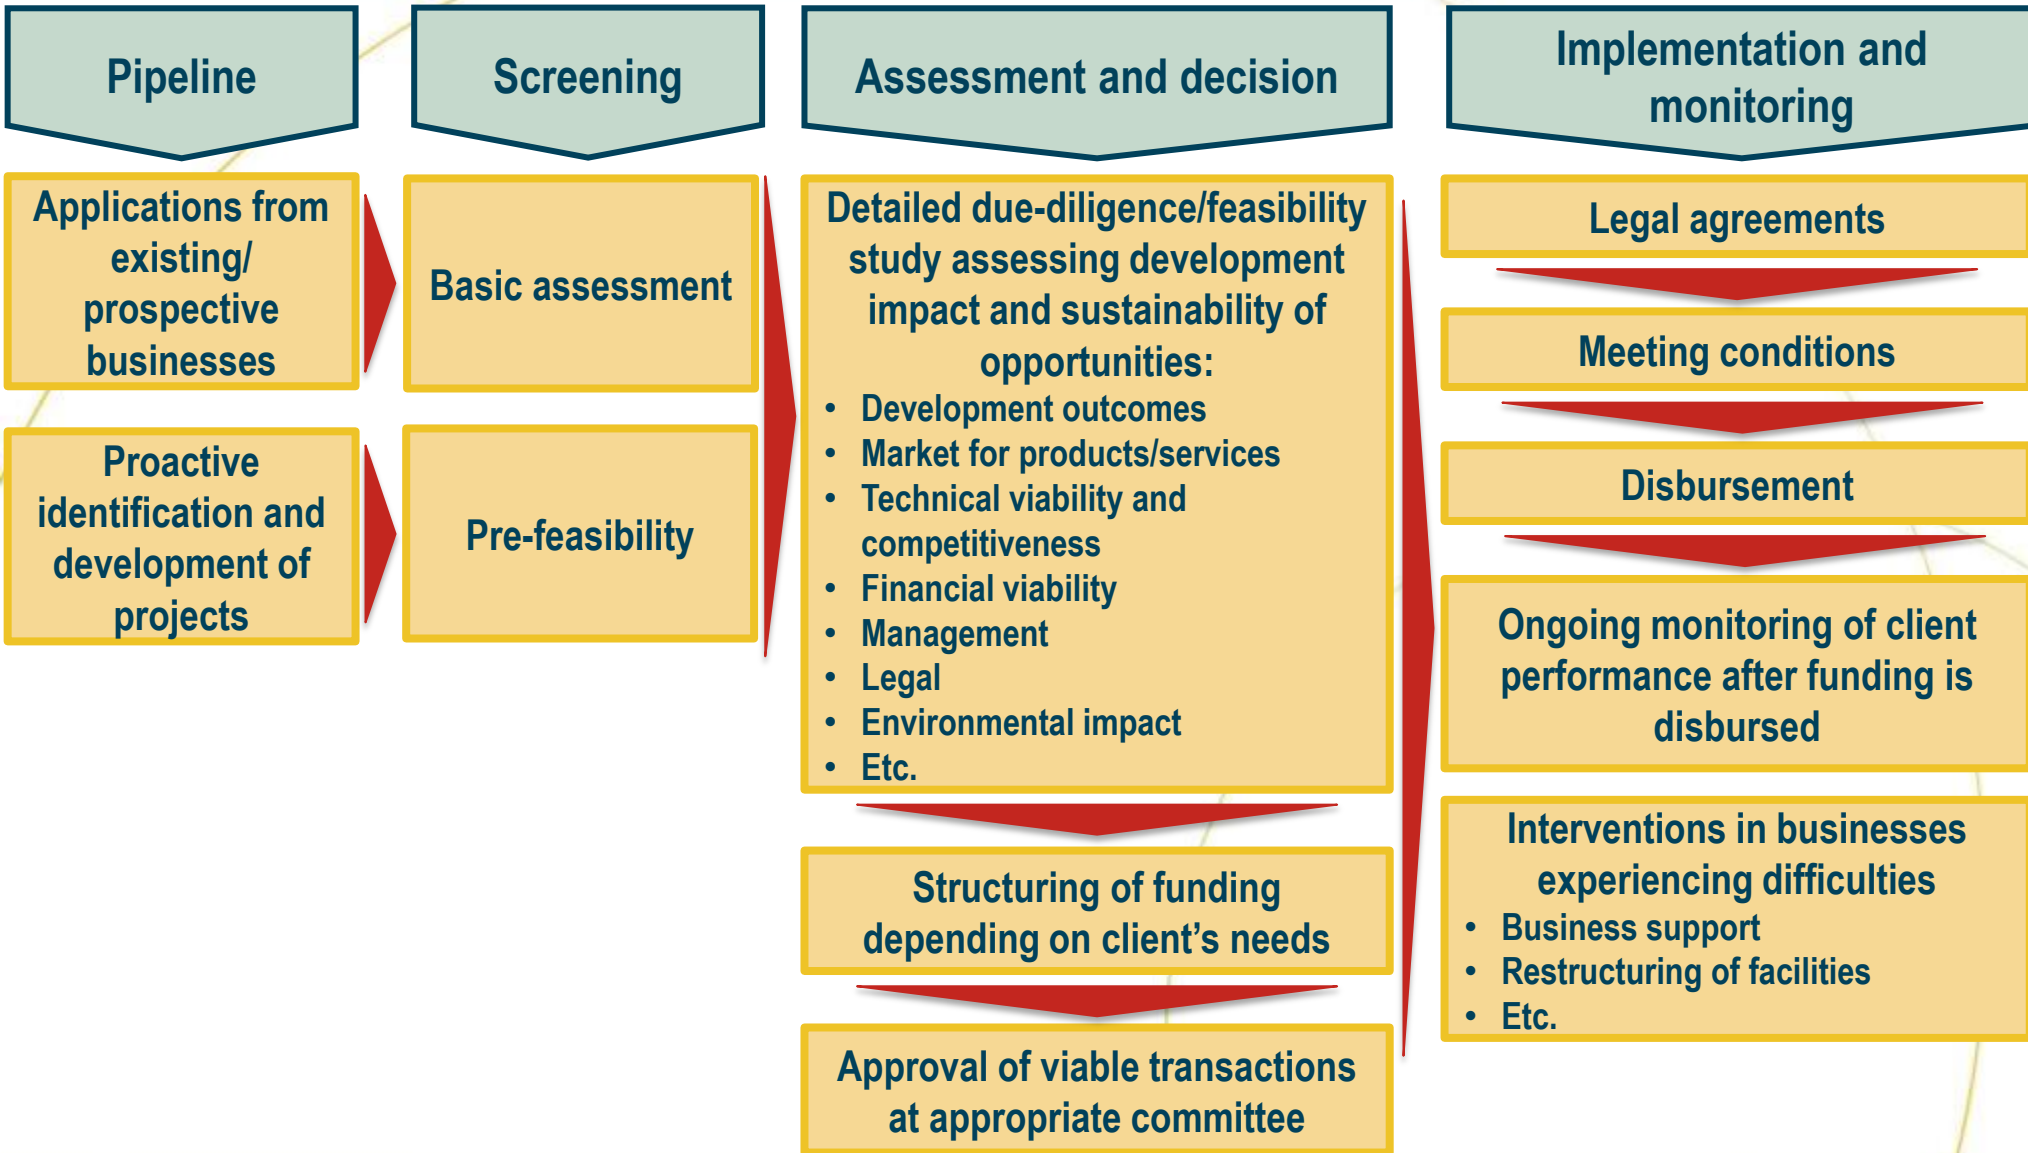 Pipeline
Screening
Assessment and decision
Implementation and
monitoring
Applications from
existing/
prospective
businesses
Proactive
identification and
development of
projects
Basic assessment
Pre-feasibility
Detailed due-diligence/feasibility
study assessing development
impact and sustainability of
opportunities:
• Development outcomes
• Market for products/services
• Technical viability and
competitiveness
• Financial viability
• Management
• Legal
• Environmental impact
• Etc.
Structuring of funding
depending on client’s needs
Approval of viable transactions
at appropriate committee
Legal agreements
Meeting conditions
Disbursement
Ongoing monitoring of client
performance after funding is
disbursed
Interventions in businesses
experiencing difficulties
• Business support
• Restructuring of facilities
• Etc.